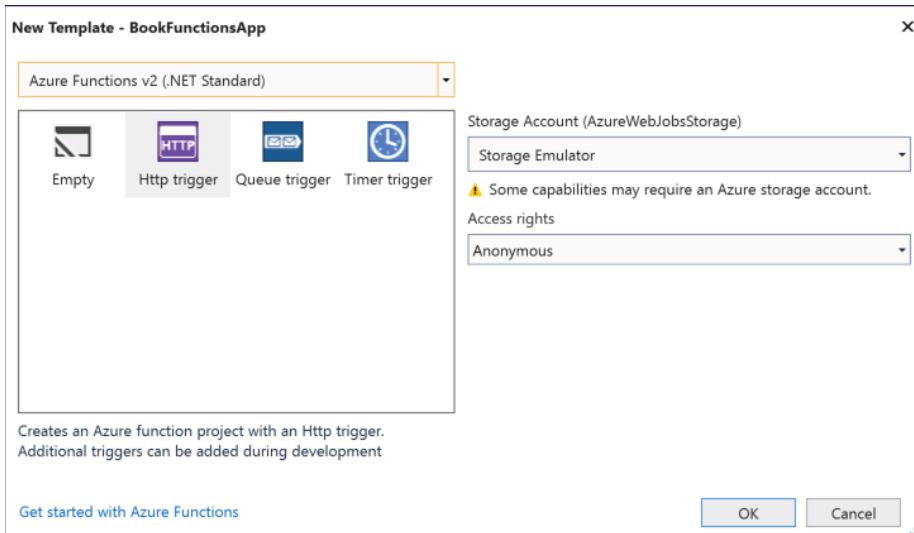 New Template - BookFunctionsApp
Azure Functions v2 (.NET Standard)
Empty
HTTP
Http trigger
Queue trigger
Timer trigger
Storage Account (AzureWebJobsStorage)
Storage Emulator
Some capabilities may require an Azure storage account.
Access rights
Anonymous
Creates an Azure function project with an Http trigger.
Additional triggers can be added during development
Get started with Azure Functions
OK
Cancel